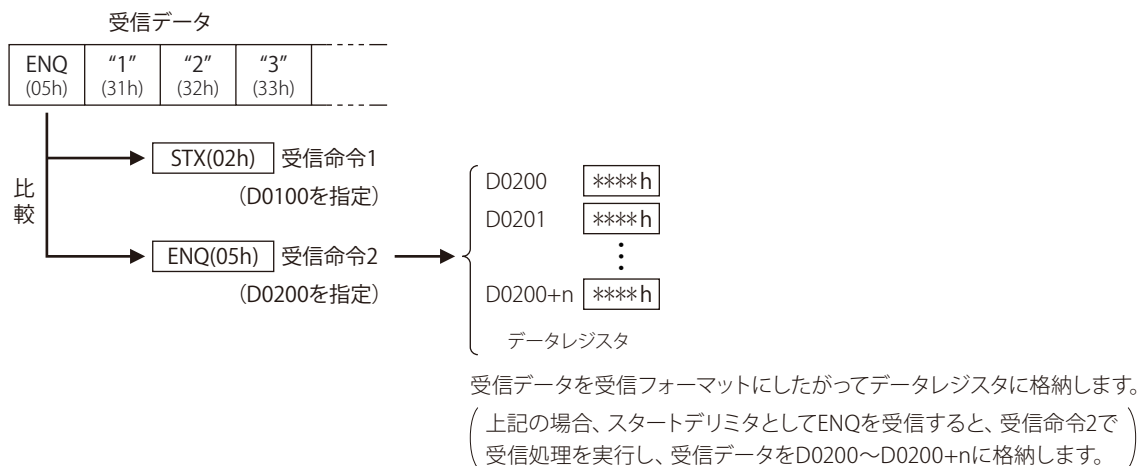 受信データ
ENQ “1” “2” “3”
(05h) (31h) (32h) (33h)
比較
STX(02h) 受信命令1
(D0100を指定)
ENQ(05h) 受信命令2
(D0200を指定)
D0200 ****h
D0201 ****h
⋮
D0200+n ****h
データレジスタ
受信データを受信フォーマットにしたがってデータレジスタに格納します。
(上記の場合、スタートデリミタとしてENQを受信すると、受信命令2で
受信処理を実行し、受信データをD0200～D0200+nに格納します。)